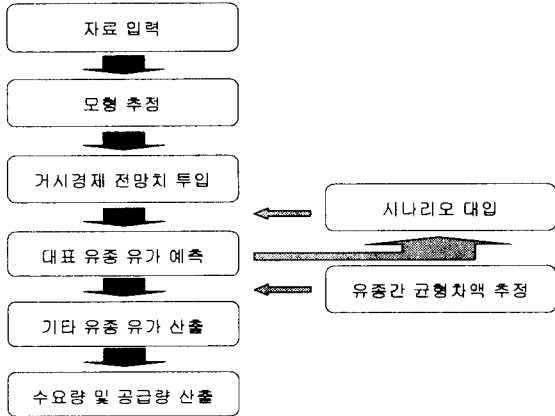 자료 입력
모형 추정
거시경제 전망치 투입
시나리오 대입
대표 유종 유가 예측
유종간 균형차액 추정
기타 유종 유가 산출
수요량 및 공급량 산출